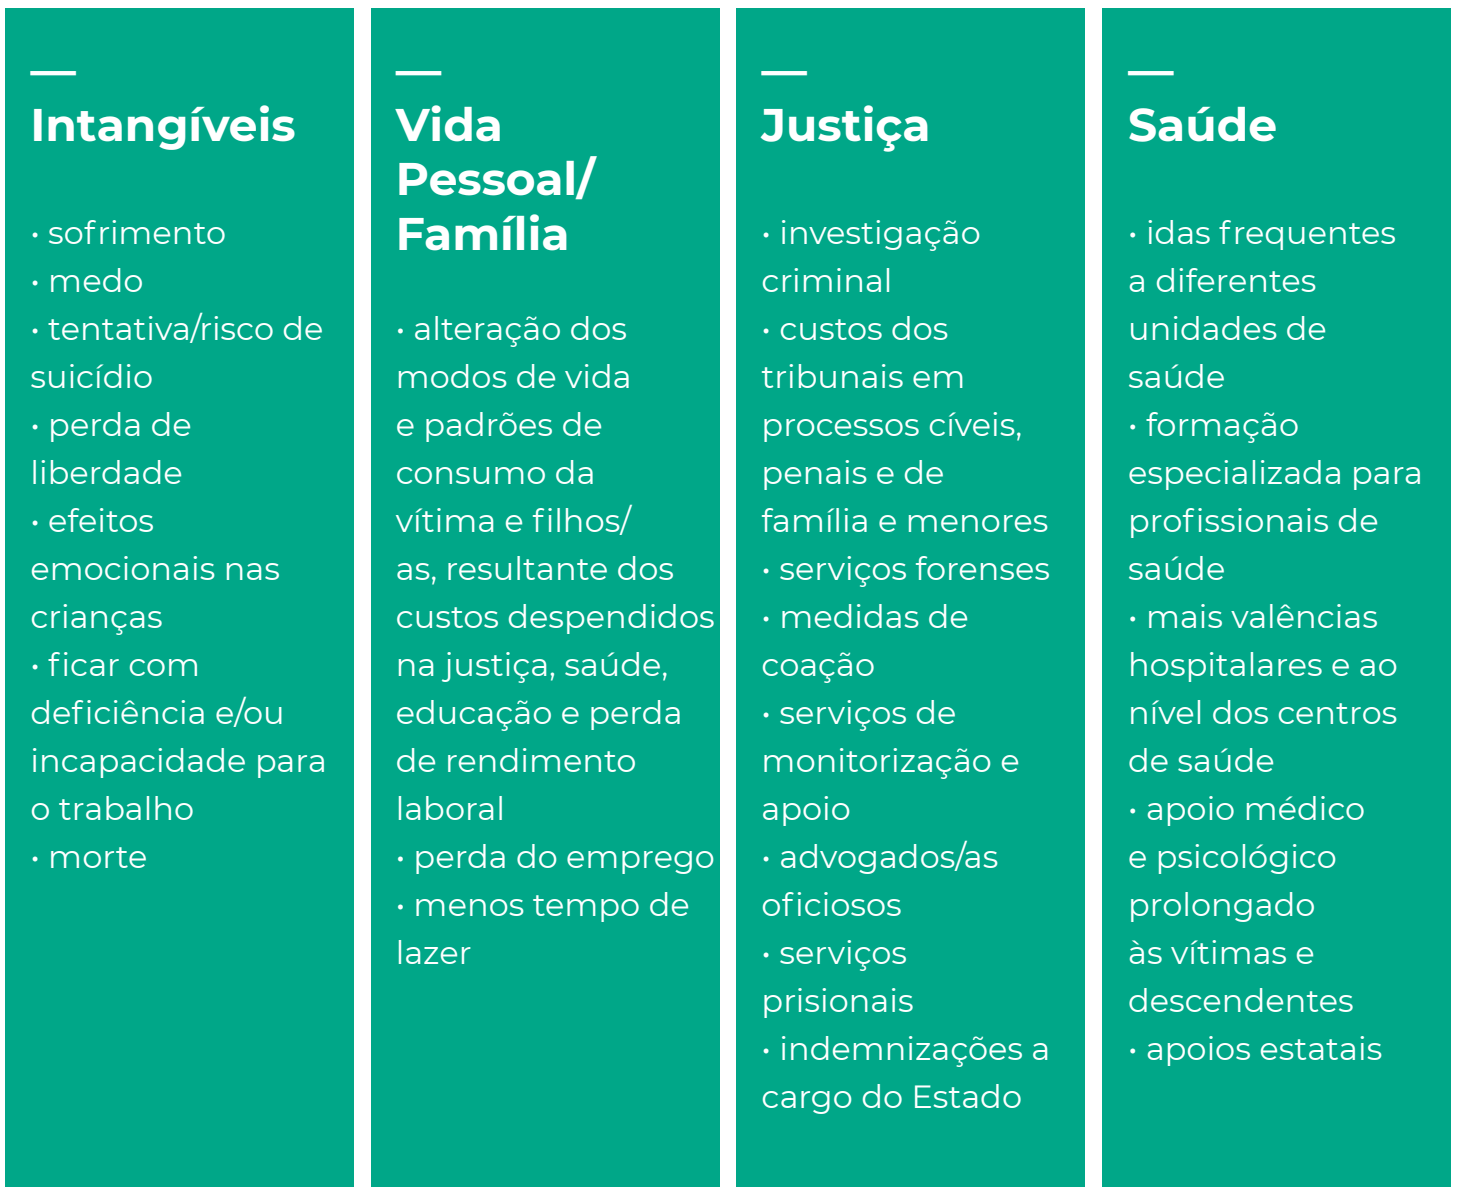 Intangíveis
· sofrimento
· medo
· tentativa/risco de
suicídio
· perda de
liberdade
· efeitos
emocionais nas
crianças
· ficar com
deficiência e/ou
incapacidade para
o trabalho
· morte
Vida
Pessoal/
Família
· alteração dos
modos de vida
e padrões de
consumo da
vítima e filhos/
as, resultante dos
custos despendidos
na justiça, saúde,
educação e perda
de rendimento
laboral
· perda do emprego
· menos tempo de
lazer
Justiça
· investigação
criminal
· custos dos
tribunais em
processos cíveis,
penais e de
família e menores
· serviços forenses
· medidas de
coação
· serviços de
monitorização e
apoio
· advogados/as
oficiosos
· serviços
prisionais
· indemnizações a
cargo do Estado
Saúde
· idas frequentes
a diferentes
unidades de
saúde
· formação
especializada para
profissionais de
saúde
· mais valências
hospitalares e ao
nível dos centros
de saúde
· apoio médico
e psicológico
prolongado
às vítimas e
descendentes
· apoios estatais